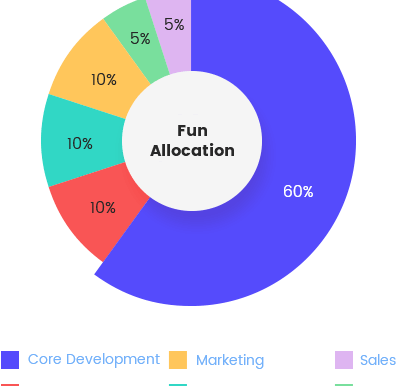 5%
5%
10%
10%
10%
60%
Fun
Allocation
Core Development
Marketing
Sales